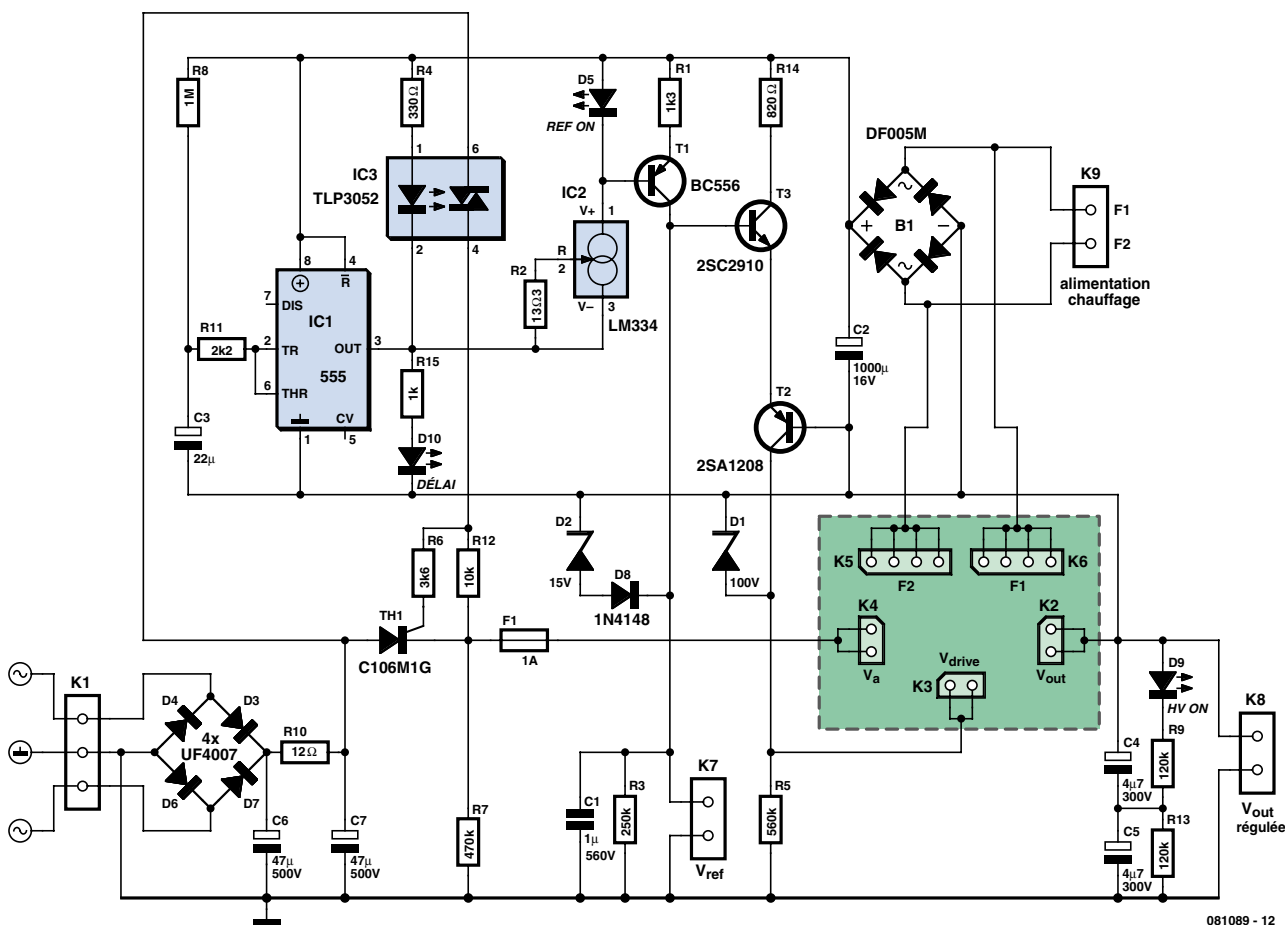 R8
1M
R4
330Ω
D5
REF ON
R1
1k3
R14
820 Ω
DF005M
1
6
IC3
TLP3052
2
4
T1
BC556
IC2
V+
1
R
2
V–
3
LM334
R2
13Ω3
T3
2SC2910
+
B1
–
~
~
K9
F1
F2
alimentation
chauffage
8
4
R
7
DIS
IC1
R11
2k2
2
TR
OUT
3
555
6
THR
CV
1
5
C3
22µ
R15
1k
D10
DÉLAI
C2
1000µ
16V
T2
2SA1208
D2
15V
D8
1N4148
D1
100V
R6
3k6
R12
10k
TH1
C106M1G
F1
1A
K5
F2
K6
F1
K4
Va
K2
Vout
Vdrive
K3
D9
HV ON
K8
R9
120k
C4
4µ7
300V
C5
4µ7
300V
R13
120k
Vout
régulée
K1
D4
D3
4x
UF4007
D6
D7
R10
12Ω
C6
47µ
500V
C7
47µ
500V
R7
470k
C1
1µ
560V
R3
250k
K7
Vref
R5
560k
081089 - 12